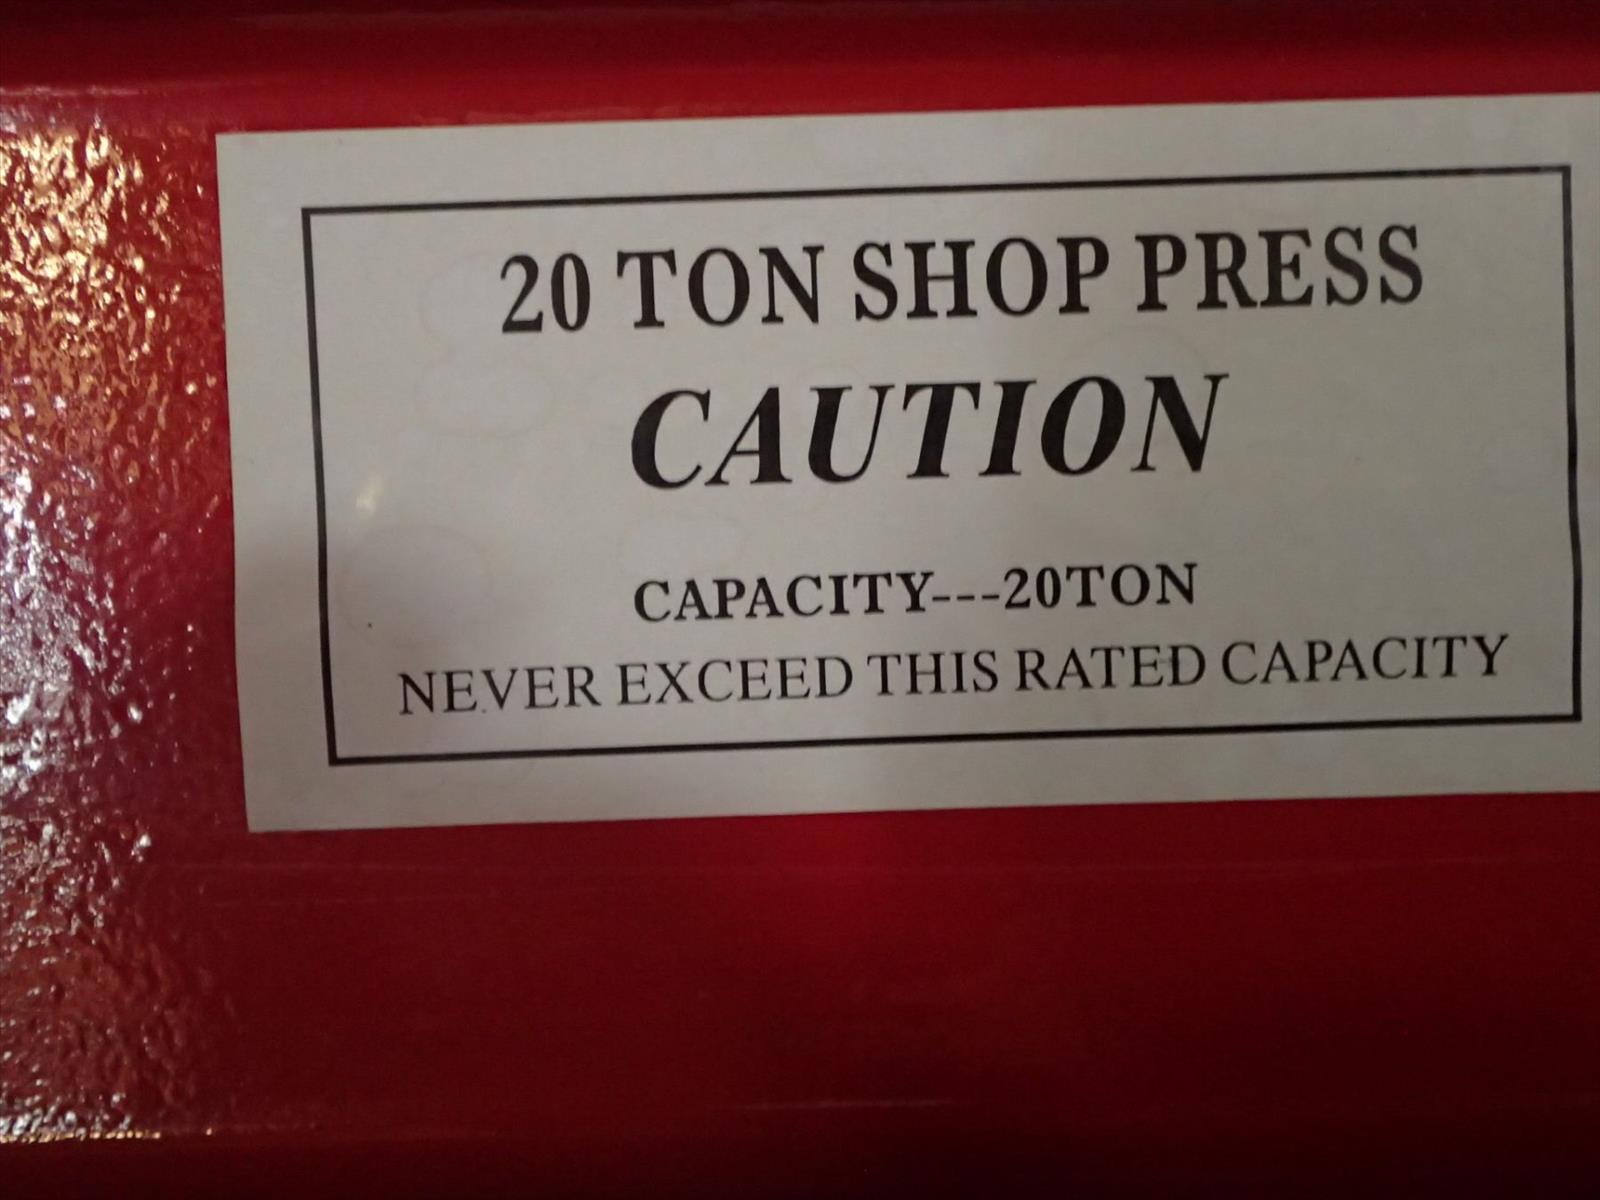 20 TON SHOP PRESS
CAUTION
CAPACITY---20TON
NEVER EXCEED THIS RATED CAPACITY